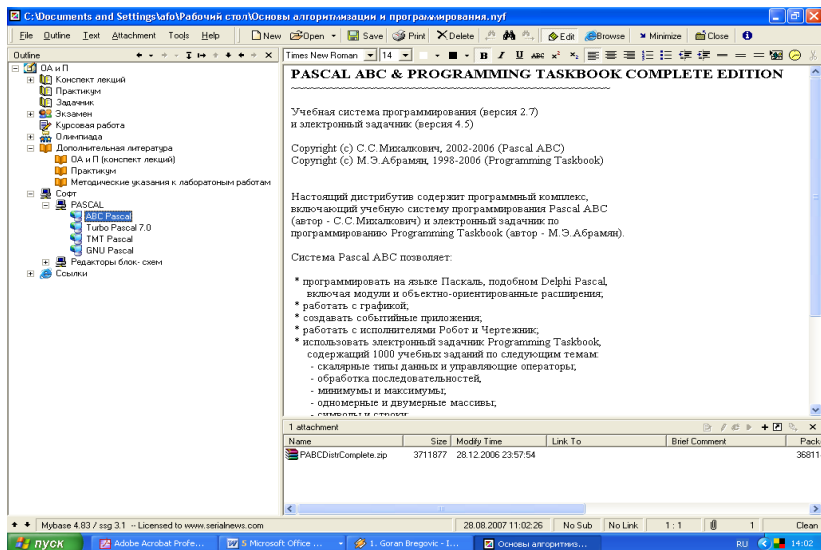 C:\Documents and Settings\afo\Рабочий стол\Основы алгоритмизации и программирования.nyf
File Outline Text Attachment Tools Help New Open Save Print Delete Edit Browse Minimize Close
Outline
Times New Roman 14 B I U ABC x² x₂
ОА и П
Конспект лекций
Практикум
Задачник
Экзамен
Курсовая работа
Олимпиада
Дополнительная литература
ОА и П (конспект лекций)
Практикум
Методические указания к лаборатоным работам
Софт
PASCAL
ABC Pascal
Turbo Pascal 7.0
TMT Pascal
GNU Pascal
Редакторы блок- схем
Ссылки
PASCAL ABC & PROGRAMMING TASKBOOK COMPLETE EDITION
~~~~~~~~~~~~~~~~~~~~~~~~~~~~~~~~~~~~~~~~~~~~~~~~~~
Учебная система программирования (версия 2.7)
и электронный задачник (версия 4.5)
Copyright (c) С.С.Михалкович, 2002-2006 (Pascal ABC)
Copyright (c) М.Э.Абрамян, 1998-2006 (Programming Taskbook)
Настоящий дистрибутив содержит программный комплекс,
включающий учебную систему программирования Pascal ABC
(автор - С.С.Михалкович) и электронный задачник по
программированию Programming Taskbook (автор - М.Э.Абрамян).
Система Pascal ABC позволяет:
* программировать на языке Паскаль, подобном Delphi Pascal,
включая модули и объектно-ориентированные расширения;
* работать с графикой;
* создавать событийные приложения;
* работать с исполнителями Робот и Чертежник;
* использовать электронный задачник Programming Taskbook,
содержащий 1000 учебных заданий по следующим темам:
- скалярные типы данных и управляющие операторы;
- обработка последовательностей,
- минимумы и максимумы;
- одномерные и двумерные массивы;
- символы и строки;
1 attachment
Name Size Modify Time Link To Brief Comment Pack
PABCDistrComplete.zip 3711877 28.12.2006 23:57:54 36811
Mybase 4.83 / ssg 3.1 -- Licensed to www.serialnews.com 28.08.2007 11:02:26 No Sub No Link 1 : 1 1 Clean
пуск Adobe Acrobat Profe... 5 Microsoft Office ... 1. Goran Bregovic - I... Основы алгоритмиз... RU 14:02